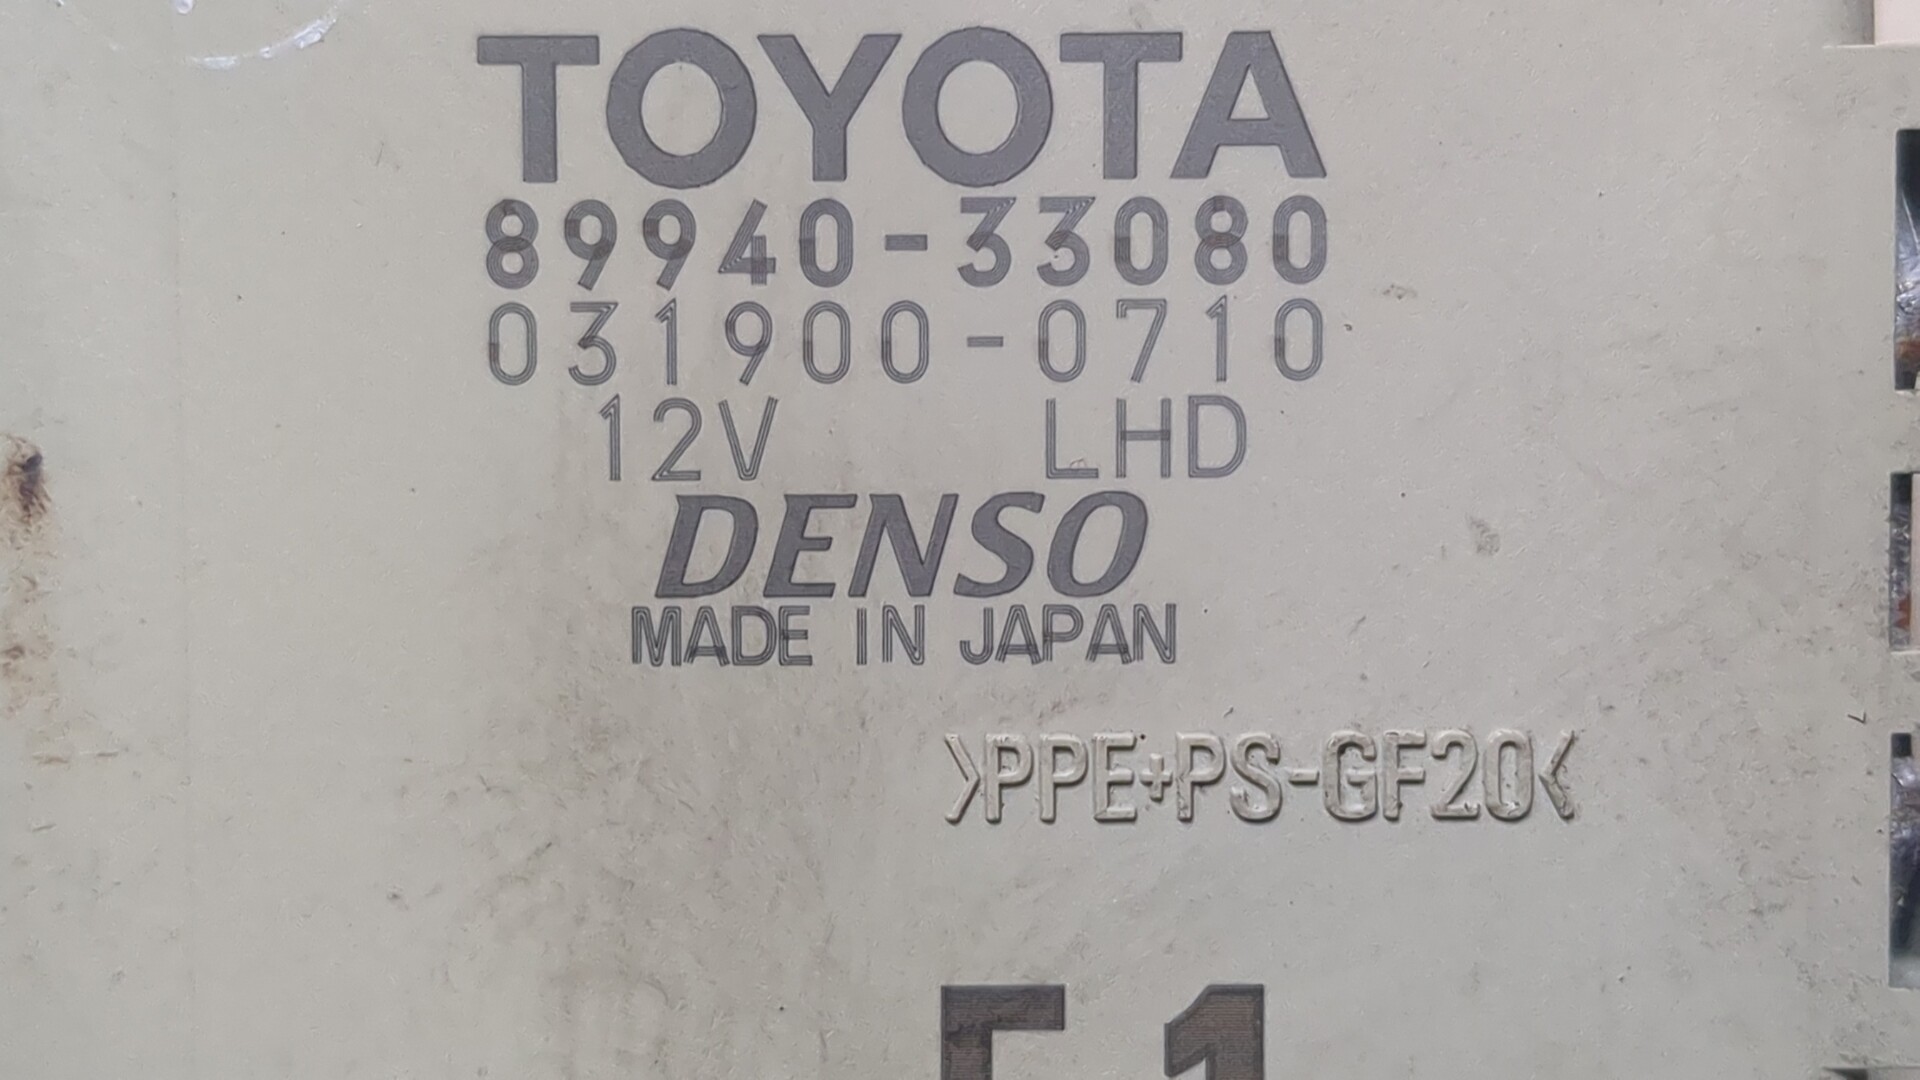 TOYOTA
89940-33080
031900-0710
12V LHD
DENSO
MADE IN JAPAN
>PPE+PS-GF20<